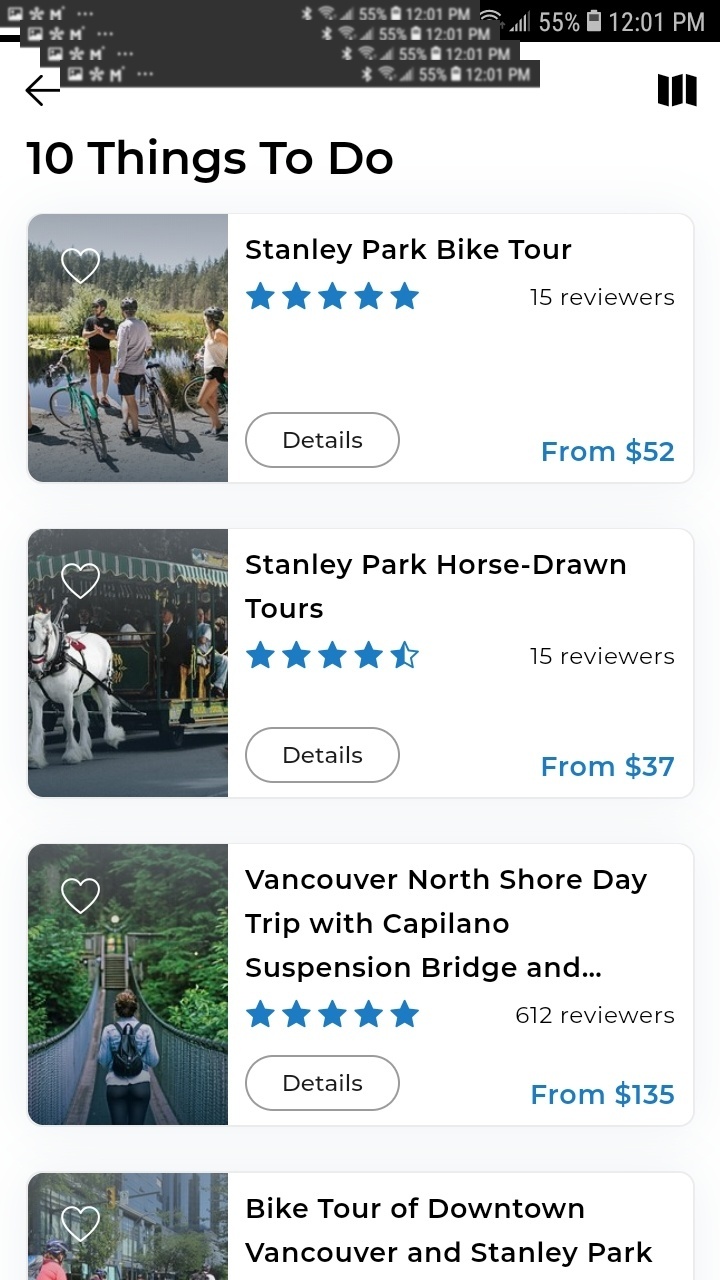 55% 12:01 PM
55% 12:01 PM
55% 12:01 PM
55% 12:01 PM
55% 12:01 PM
10 Things To Do
Stanley Park Bike Tour
15 reviewers
Details
From $52
Stanley Park Horse-Drawn
Tours
15 reviewers
Details
From $37
Vancouver North Shore Day
Trip with Capilano
Suspension Bridge and...
612 reviewers
Details
From $135
Bike Tour of Downtown
Vancouver and Stanley Park